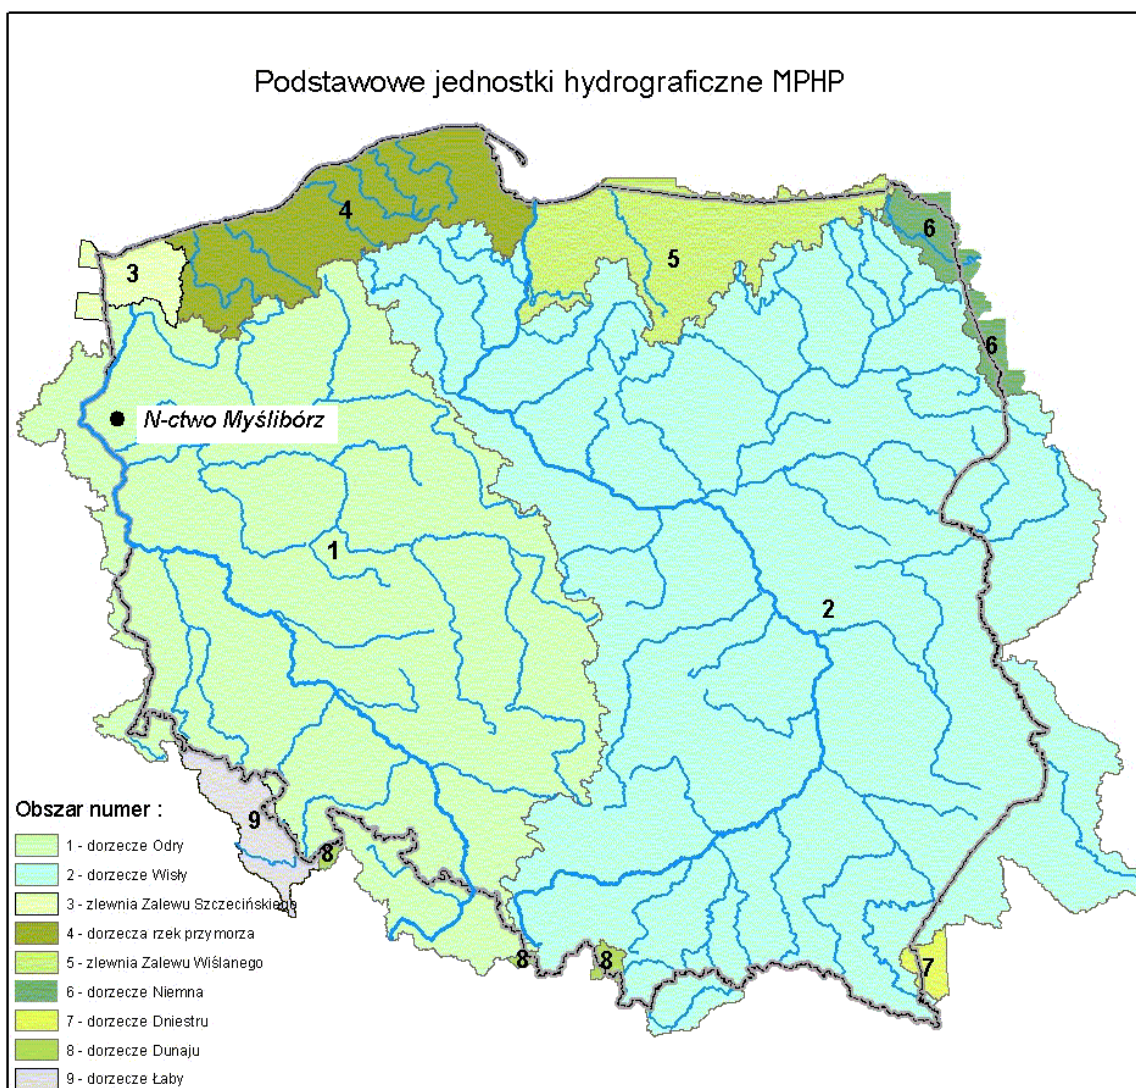 Podstawowe jednostki hydrograficzne MPHP
4
6
5
3
6
N-ctwo Myślibórz
1
2
Obszar numer :
9
8
8
8
7
1 - dorzecze Odry
2 - dorzecze Wisły
3 - zlewnia Zalewu Szczecińskiego
4 - dorzecza rzek przymorza
5 - zlewnia Zalewu Wiślanego
6 - dorzecze Niemna
7 - dorzecze Dniestru
8 - dorzecze Dunaju
9 - dorzecze Łaby